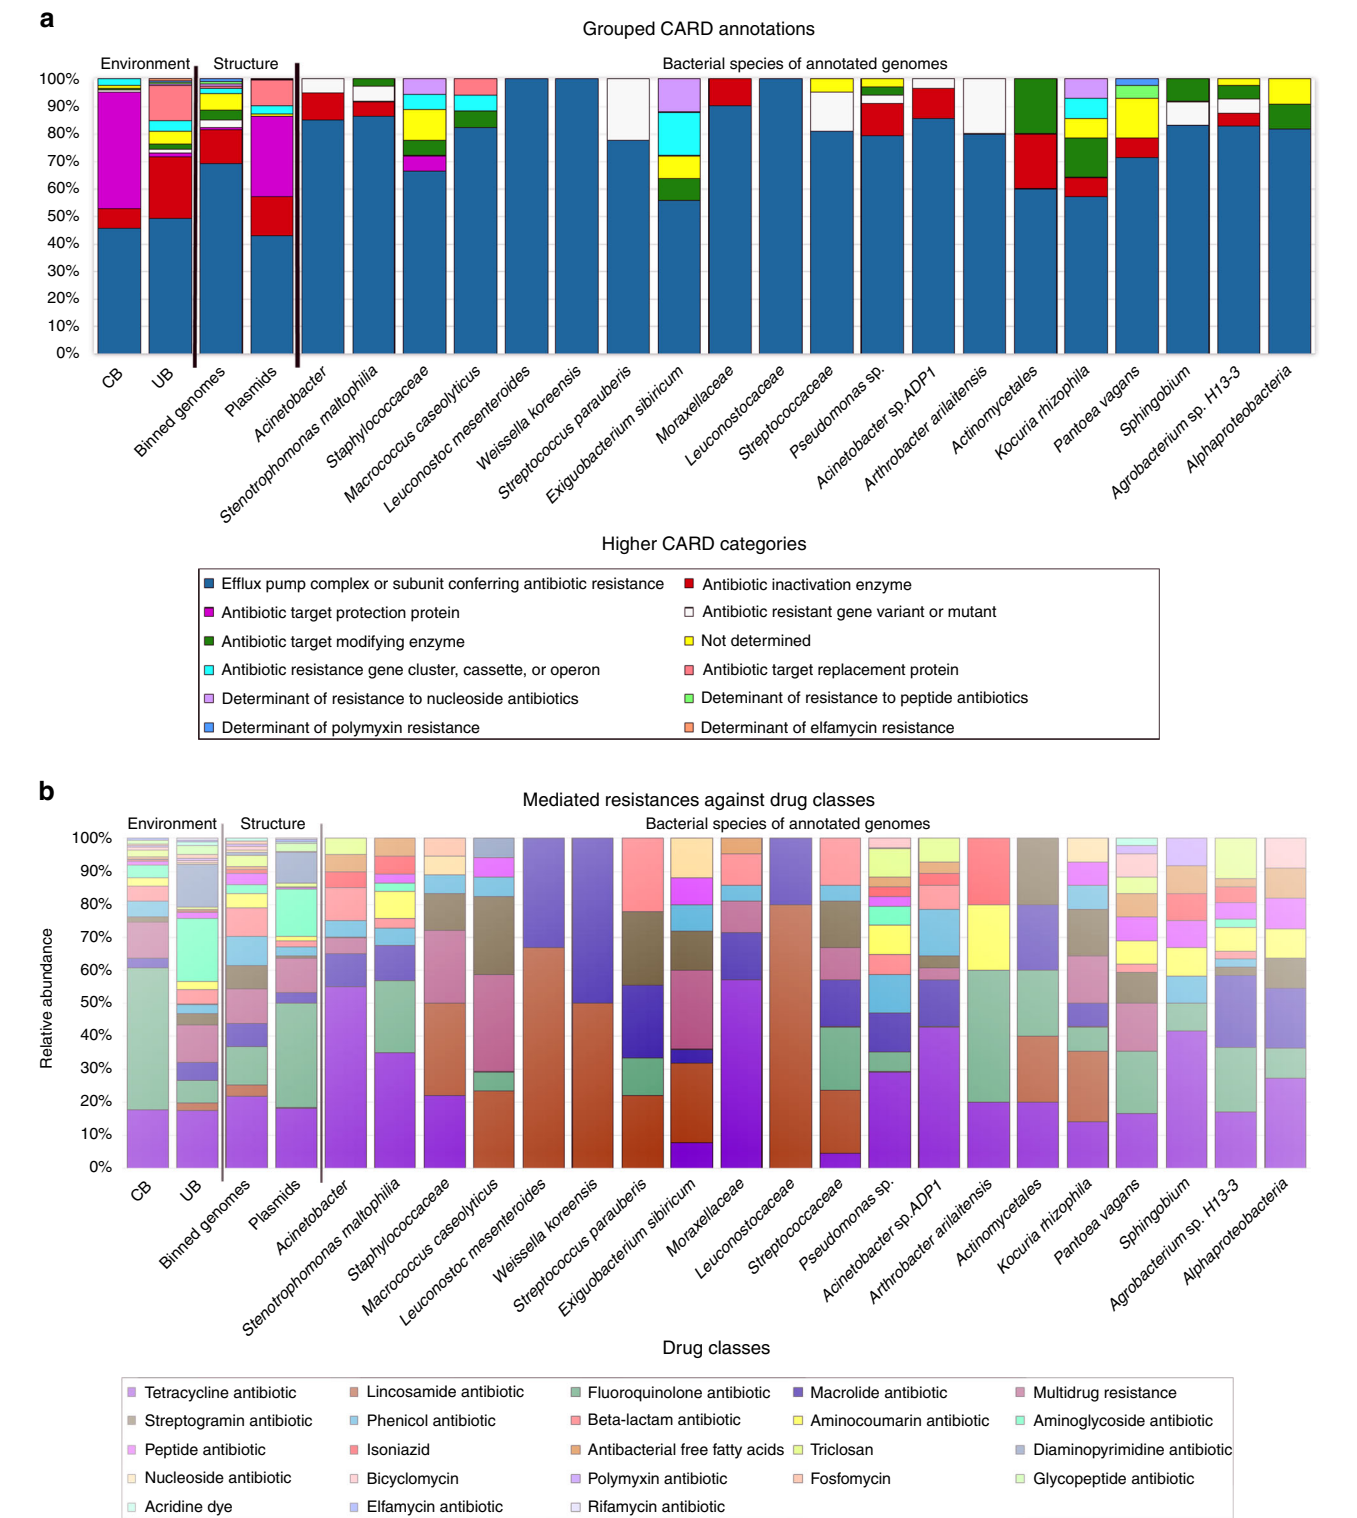 a
Grouped CARD annotations
Environment Structure Bacterial species of annotated genomes
100%
90%
80%
70%
60%
50%
40%
30%
20%
10%
0%
CB
UB
Binned genomes
Plasmids
Acinetobacter
Stenotrophomonas maltophilia
Staphylococcaceae
Macrococcus caseolyticus
Leuconostoc mesenteroides
Weissella koreensis
Streptococcus parauberis
Exiguobacterium sibiricum
Moraxellaceae
Leuconostocaceae
Streptococcaceae
Pseudomonas sp.
Acinetobacter sp. ADP1
Arthrobacter arilaitensis
Actinomycetales
Kocuria rhizophila
Pantoea vagans
Sphingobium
Agrobacterium sp. H13-3
Alphaproteobacteria
Higher CARD categories
Efflux pump complex or subunit conferring antibiotic resistance Antibiotic inactivation enzyme
Antibiotic target protection protein Antibiotic resistant gene variant or mutant
Antibiotic target modifying enzyme Not determined
Antibiotic resistance gene cluster, cassette, or operon Antibiotic target replacement protein
Determinant of resistance to nucleoside antibiotics Deteminant of resistance to peptide antibiotics
Determinant of polymyxin resistance Determinant of elfamycin resistance
b
Mediated resistances against drug classes
Environment Structure Bacterial species of annotated genomes
Relative abundance
100%
90%
80%
70%
60%
50%
40%
30%
20%
10%
0%
CB
UB
Binned genomes
Plasmids
Acinetobacter
Stenotrophomonas maltophilia
Staphylococcaceae
Macrococcus caseolyticus
Leuconostoc mesenteroides
Weissella koreensis
Streptococcus parauberis
Exiguobacterium sibiricum
Moraxellaceae
Leuconostocaceae
Streptococcaceae
Pseudomonas sp.
Acinetobacter sp. ADP1
Arthrobacter arilaitensis
Actinomycetales
Kocuria rhizophila
Pantoea vagans
Sphingobium
Agrobacterium sp. H13-3
Alphaproteobacteria
Drug classes
Tetracycline antibiotic Lincosamide antibiotic Fluoroquinolone antibiotic Macrolide antibiotic Multidrug resistance
Streptogramin antibiotic Phenicol antibiotic Beta-lactam antibiotic Aminocoumarin antibiotic Aminoglycoside antibiotic
Peptide antibiotic Isoniazid Antibacterial free fatty acids Triclosan Diaminopyrimidine antibiotic
Nucleoside antibiotic Bicyclomycin Polymyxin antibiotic Fosfomycin Glycopeptide antibiotic
Acridine dye Elfamycin antibiotic Rifamycin antibiotic